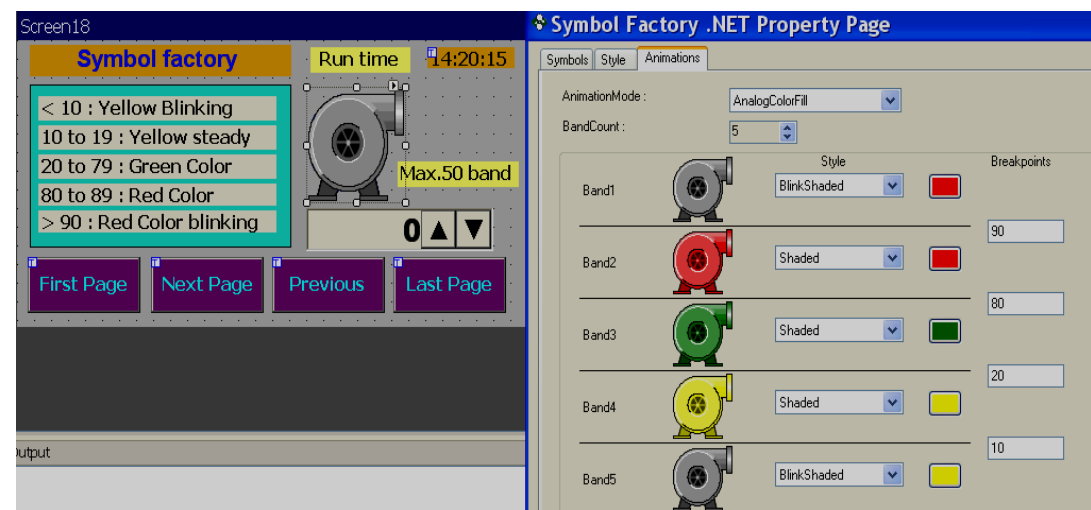 Screen18
Symbol factory
Run time
14:20:15
< 10 : Yellow Blinking
10 to 19 : Yellow steady
20 to 79 : Green Color
80 to 89 : Red Color
> 90 : Red Color blinking
Max.50 band
0
First Page
Next Page
Previous
Last Page
Output
Symbol Factory .NET Property Page
Symbols
Style
Animations
AnimationMode :
AnalogColorFill
BandCount :
5
Style
Breakpoints
Band1
BlinkShaded
90
Band2
Shaded
80
Band3
Shaded
20
Band4
Shaded
10
Band5
BlinkShaded